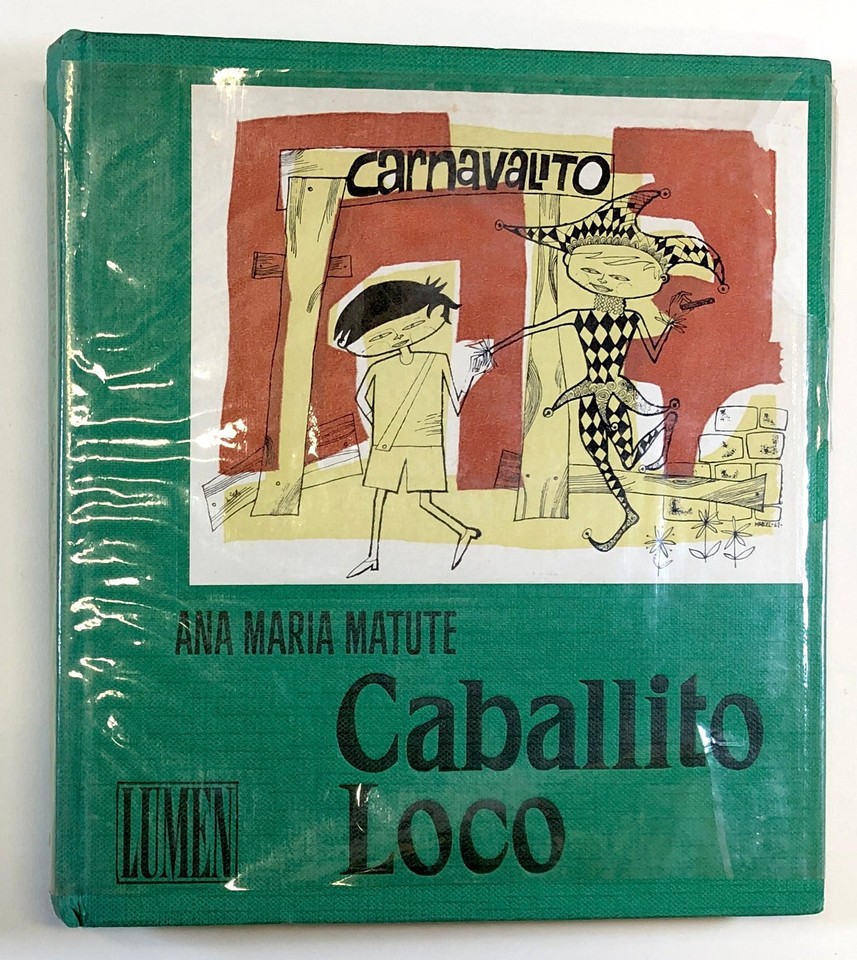 carnavaliTO
ANA MARIA MATUTE
Caballito
Loco
LUMEN